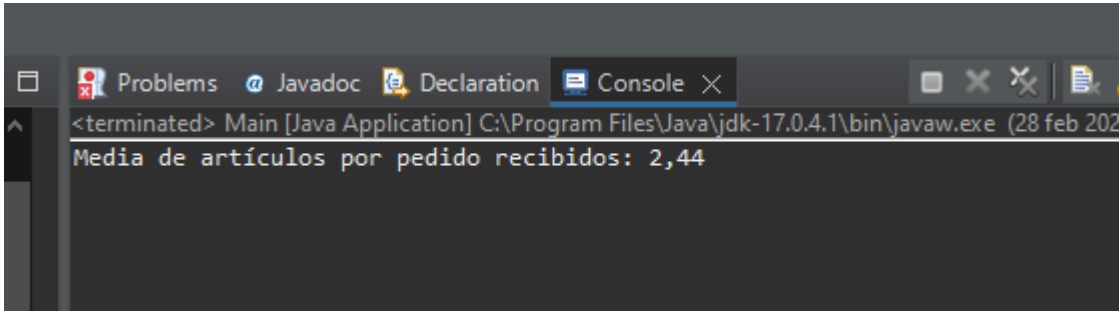 Problems @ Javadoc Declaration Console
<terminated> Main [Java Application] C:\Program Files\Java\jdk-17.0.4.1\bin\javaw.exe (28 feb 202
Media de artículos por pedido recibidos: 2,44